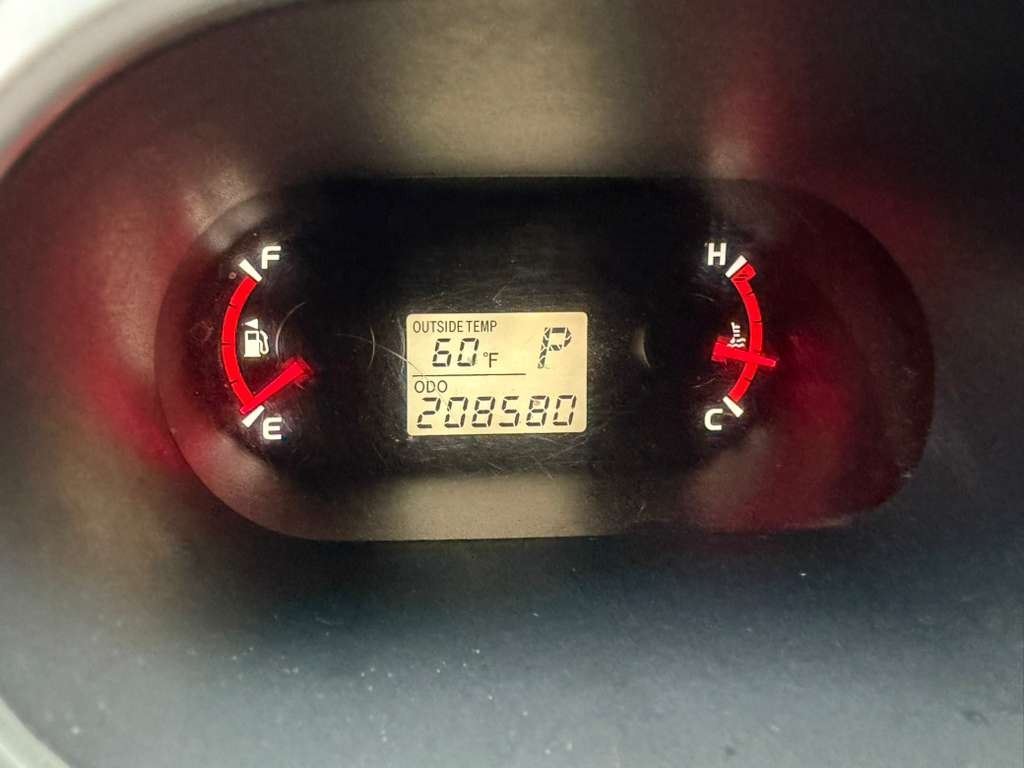 F
H
OUTSIDE TEMP
60°F P
ODO
208580
E
C